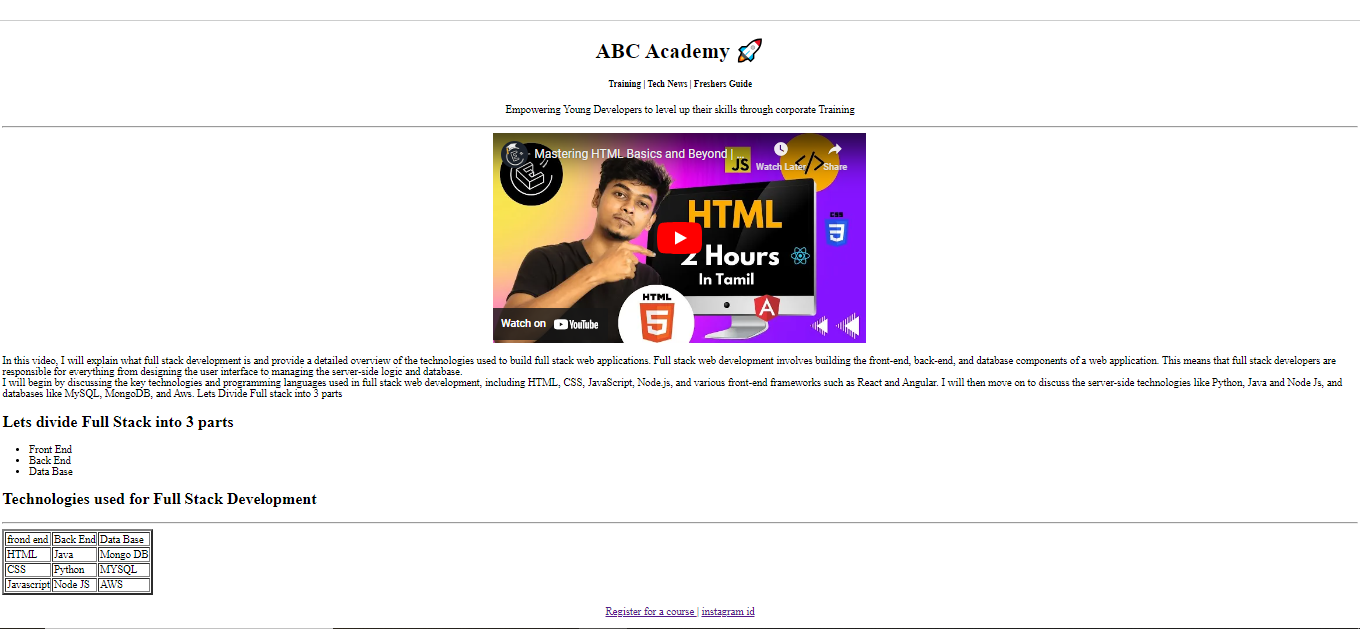 ABC Academy 🚀
Training | Tech News | Freshers Guide
Empowering Young Developers to level up their skills through corporate Training
- Mastering HTML Basics and Beyond | ...
JS
Watch Later
Share
</>
HTML
CSS
3
2 Hours
In Tamil
HTML
5
A
Watch on YouTube
In this video, I will explain what full stack development is and provide a detailed overview of the technologies used to build full stack web applications. Full stack web development involves building the front-end, back-end, and database components of a web application. This means that full stack developers are
responsible for everything from designing the user interface to managing the server-side logic and database.
I will begin by discussing the key technologies and programming languages used in full stack web development, including HTML, CSS, JavaScript, Node.js, and various front-end frameworks such as React and Angular. I will then move on to discuss the server-side technologies like Python, Java and Node Js, and
databases like MySQL, MongoDB, and Aws. Lets Divide Full stack into 3 parts
Lets divide Full Stack into 3 parts
• Front End
• Back End
• Data Base
Technologies used for Full Stack Development
frond end Back End Data Base
HTML Java Mongo DB
CSS Python MYSQL
Javascript Node JS AWS
Register for a course | instagram id